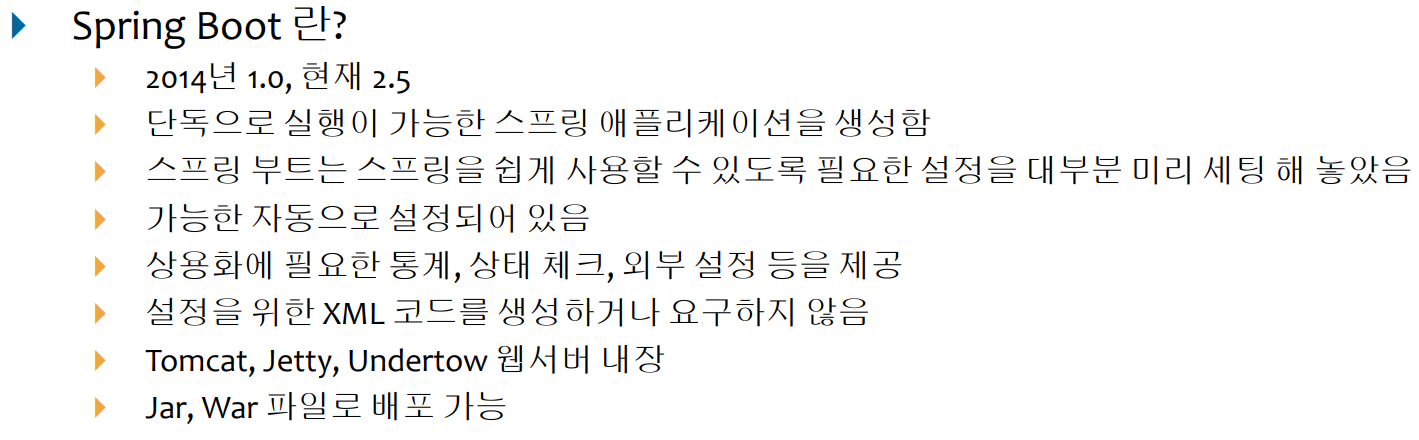 Spring Boot 란?
2014년 1.0, 현재 2.5
단독으로 실행이 가능한 스프링 애플리케이션을 생성함
스프링 부트는 스프링을 쉽게 사용할 수 있도록 필요한 설정을 대부분 미리 세팅 해 놓았음
가능한 자동으로 설정되어 있음
상용화에 필요한 통계, 상태 체크, 외부 설정 등을 제공
설정을 위한 XML 코드를 생성하거나 요구하지 않음
Tomcat, Jetty, Undertow 웹서버 내장
Jar, War 파일로 배포 가능